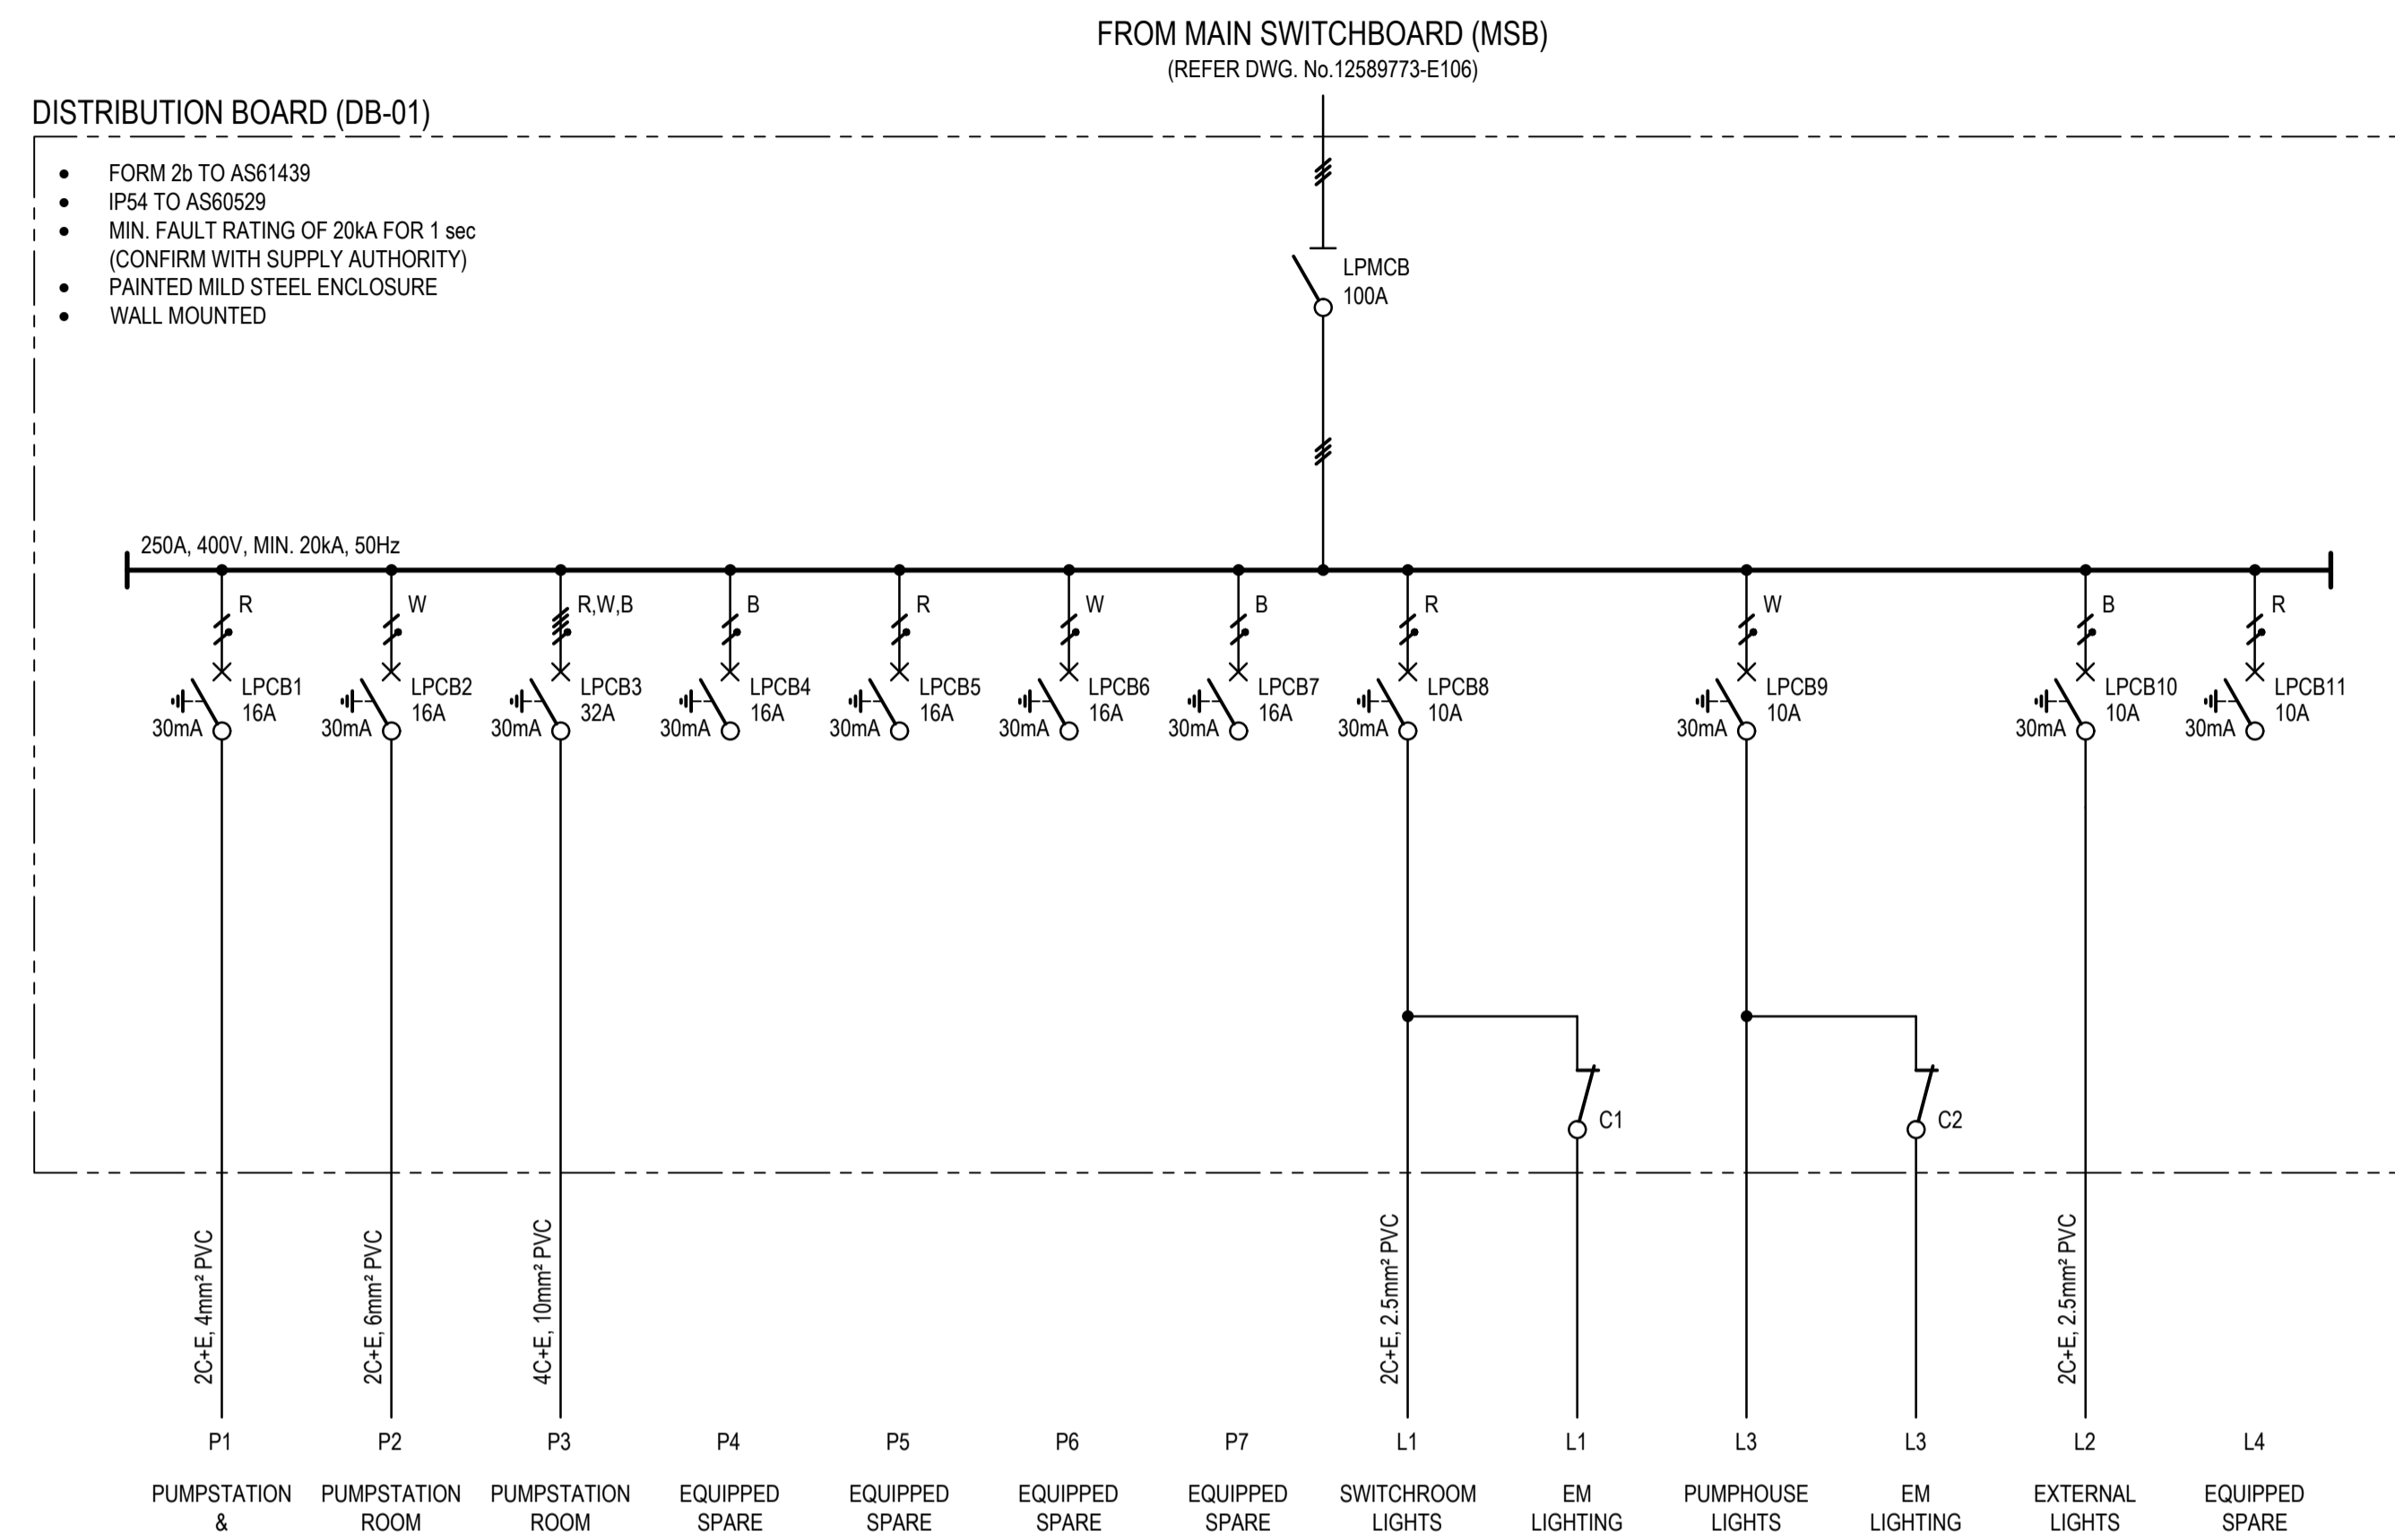 FROM MAIN SWITCHBOARD (MSB)
(REFER DWG. No.12589773-E106)
DISTRIBUTION BOARD (DB-01)
• FORM 2b TO AS61439
• IP54 TO AS60529
• MIN. FAULT RATING OF 20kA FOR 1 sec
(CONFIRM WITH SUPPLY AUTHORITY)
• PAINTED MILD STEEL ENCLOSURE
• WALL MOUNTED
LPMCB
100A
250A, 400V, MIN. 20kA, 50Hz
R W R,W,B B R W B R W B R
LPCB1 LPCB2 LPCB3 LPCB4 LPCB5 LPCB6 LPCB7 LPCB8 LPCB9 LPCB10 LPCB11
16A 16A 32A 16A 16A 16A 16A 10A 10A 10A 10A
30mA 30mA 30mA 30mA 30mA 30mA 30mA 30mA 30mA 30mA 30mA
C1 C2
2C+E, 4mm² PVC
2C+E, 6mm² PVC
4C+E, 10mm² PVC
2C+E, 2.5mm² PVC
2C+E, 2.5mm² PVC
P1 P2 P3 P4 P5 P6 P7 L1 L1 L3 L3 L2 L4
PUMPSTATION PUMPSTATION PUMPSTATION EQUIPPED EQUIPPED EQUIPPED EQUIPPED SWITCHROOM EM PUMPHOUSE EM EXTERNAL EQUIPPED
& ROOM ROOM SPARE SPARE SPARE SPARE LIGHTS LIGHTING LIGHTS LIGHTING LIGHTS SPARE